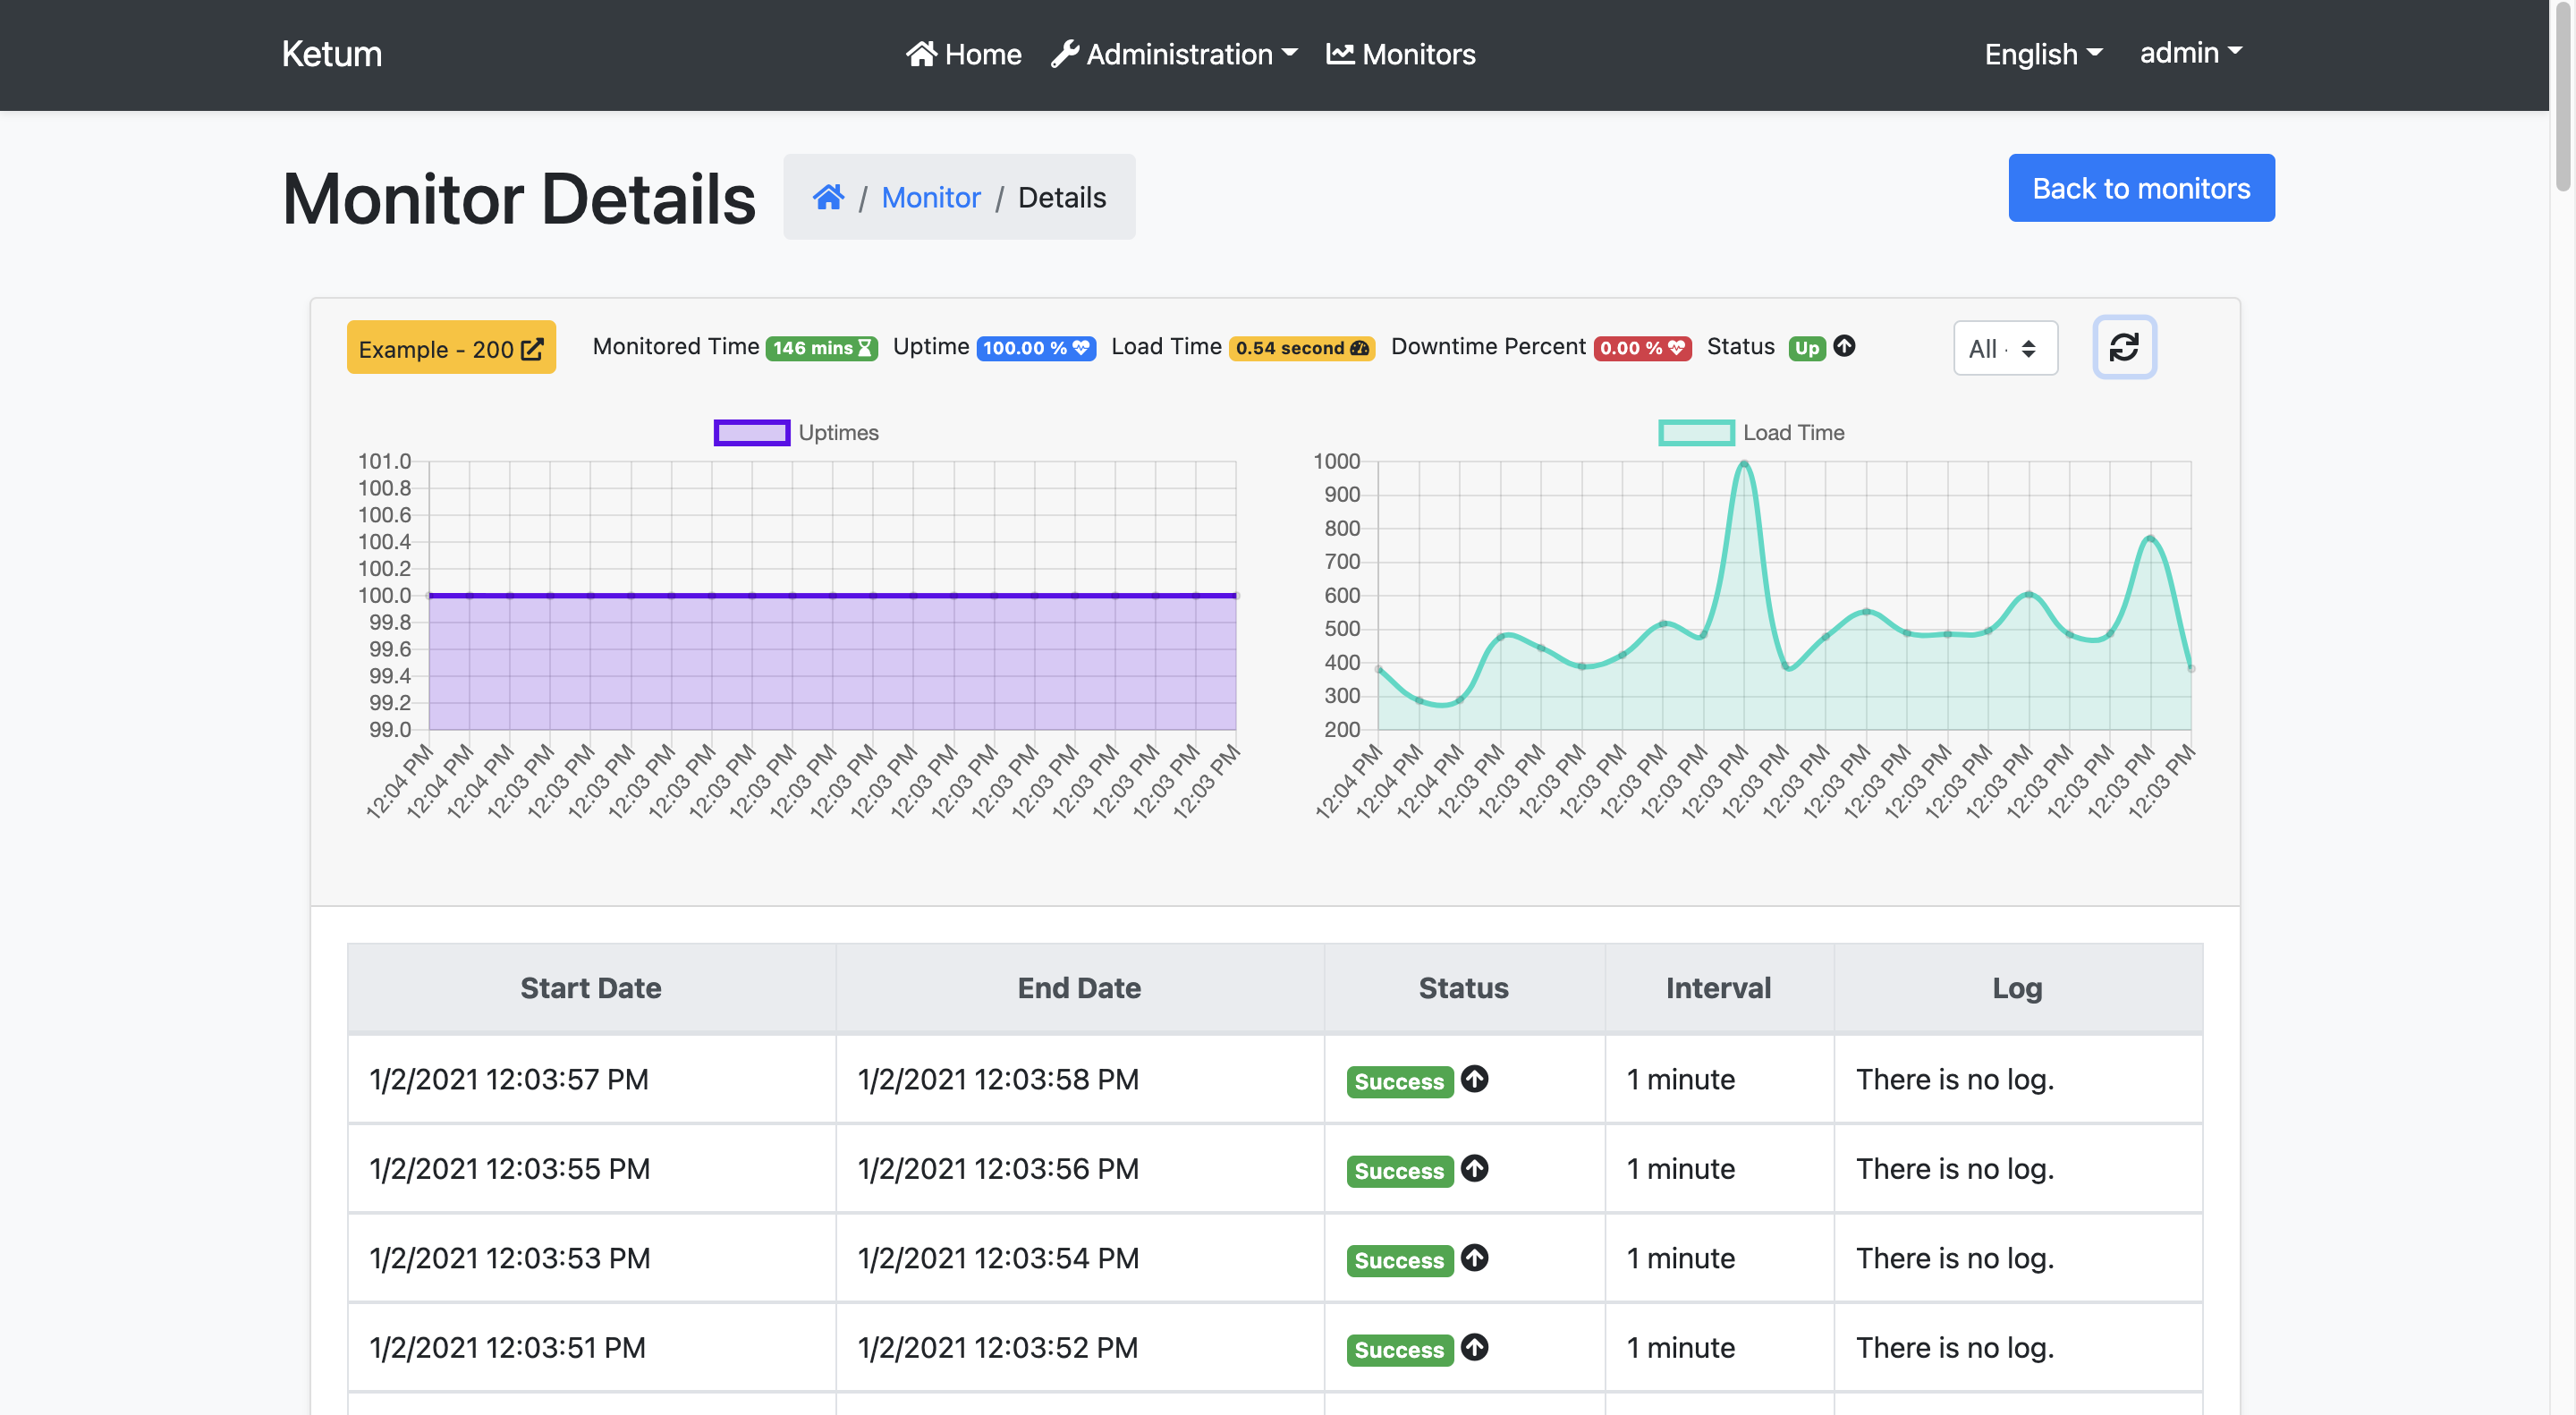 Ketum Home Administration Monitors English admin
Monitor Details / Monitor / Details Back to monitors
Example - 200 Monitored Time 146 mins Uptime 100.00 % Load Time 0.54 second Downtime Percent 0.00 % Status Up All
Uptimes
101.0
100.8
100.6
100.4
100.2
100.0
99.8
99.6
99.4
99.2
99.0
12:04 PM 12:04 PM 12:04 PM 12:03 PM 12:03 PM 12:03 PM 12:03 PM 12:03 PM 12:03 PM 12:03 PM 12:03 PM 12:03 PM 12:03 PM 12:03 PM 12:03 PM 12:03 PM 12:03 PM 12:03 PM 12:03 PM 12:03 PM 12:03 PM
Load Time
1000
900
800
700
600
500
400
300
200
12:04 PM 12:04 PM 12:04 PM 12:03 PM 12:03 PM 12:03 PM 12:03 PM 12:03 PM 12:03 PM 12:03 PM 12:03 PM 12:03 PM 12:03 PM 12:03 PM 12:03 PM 12:03 PM 12:03 PM 12:03 PM 12:03 PM 12:03 PM 12:03 PM
Start Date End Date Status Interval Log
1/2/2021 12:03:57 PM 1/2/2021 12:03:58 PM Success 1 minute There is no log.
1/2/2021 12:03:55 PM 1/2/2021 12:03:56 PM Success 1 minute There is no log.
1/2/2021 12:03:53 PM 1/2/2021 12:03:54 PM Success 1 minute There is no log.
1/2/2021 12:03:51 PM 1/2/2021 12:03:52 PM Success 1 minute There is no log.